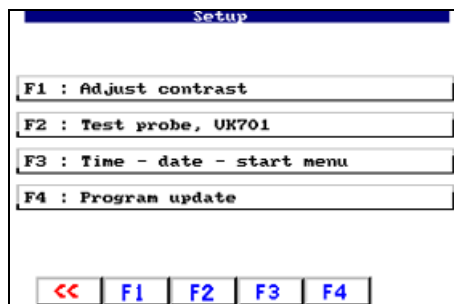 Setup
F1 : Adjust contrast
F2 : Test probe, UK701
F3 : Time - date - start menu
F4 : Program update
<< F1 F2 F3 F4